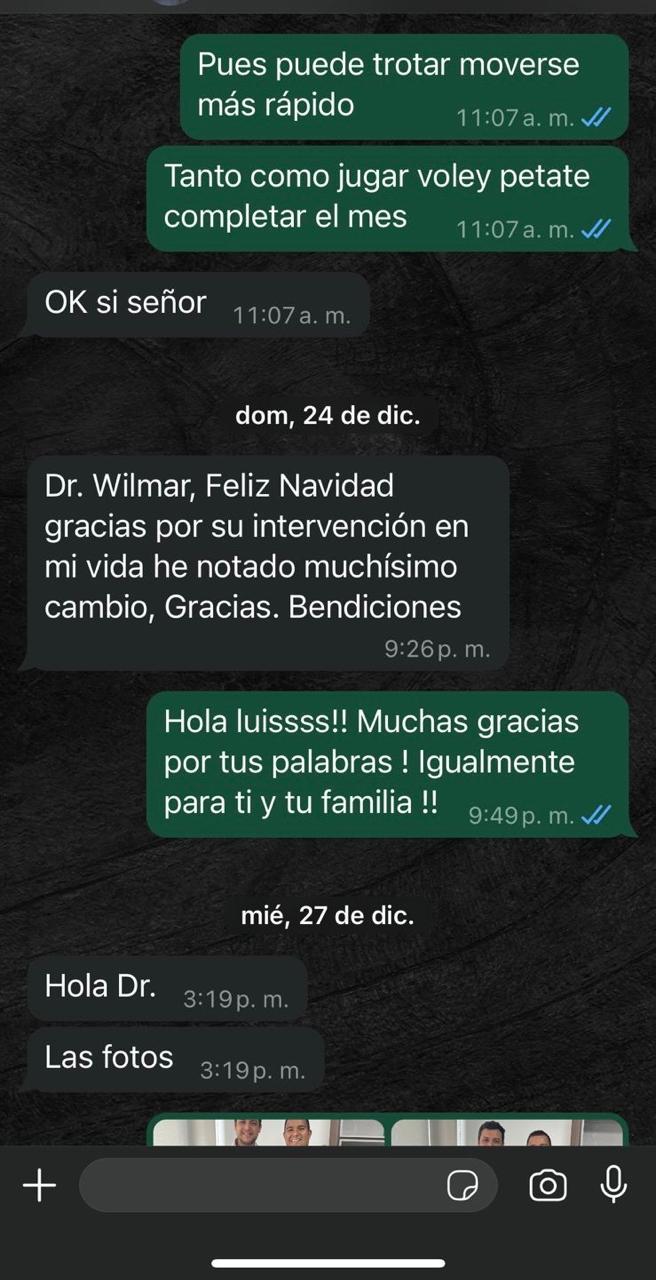 Pues puede trotar moverse
más rápido
11:07 a. m.
Tanto como jugar voley petate
completar el mes
11:07 a. m.
OK si señor
11:07 a. m.
dom, 24 de dic.
Dr. Wilmar, Feliz Navidad
gracias por su intervención en
mi vida he notado muchísimo
cambio, Gracias. Bendiciones
9:26 p. m.
Hola luissss!! Muchas gracias
por tus palabras ! Igualmente
para ti y tu familia !!
9:49 p. m.
mié, 27 de dic.
Hola Dr.
3:19 p. m.
Las fotos
3:19 p. m.